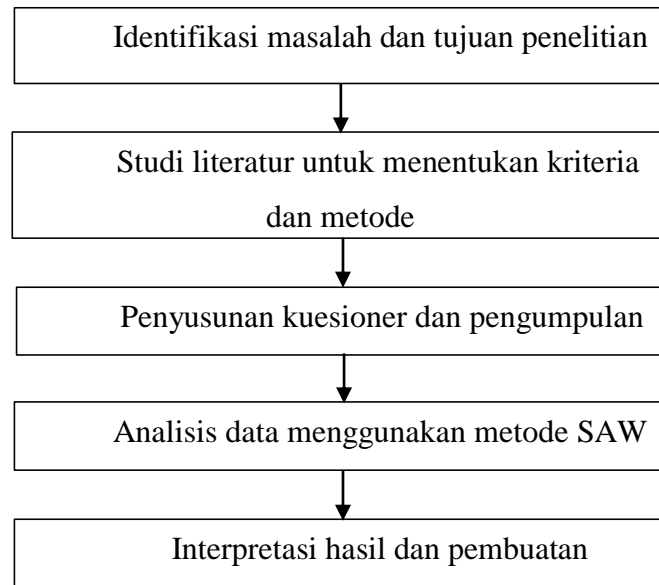 Identifikasi masalah dan tujuan penelitian
Studi literatur untuk menentukan kriteria
dan metode
Penyusunan kuesioner dan pengumpulan
Analisis data menggunakan metode SAW
Interpretasi hasil dan pembuatan